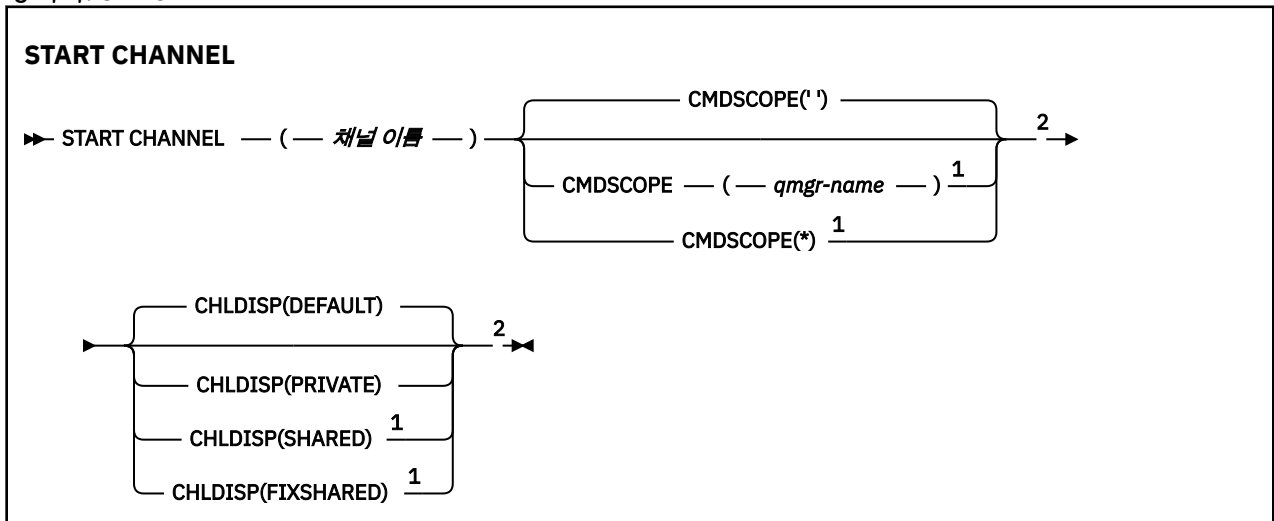 START CHANNEL
CMDSCOPE(' ')
START CHANNEL ( 채널 이름 ) 2
CMDSCOPE ( qmgr-name ) 1
CMDSCOPE(*) 1
CHLDISP(DEFAULT)
2
CHLDISP(PRIVATE)
CHLDISP(SHARED) 1
CHLDISP(FIXSHARED) 1